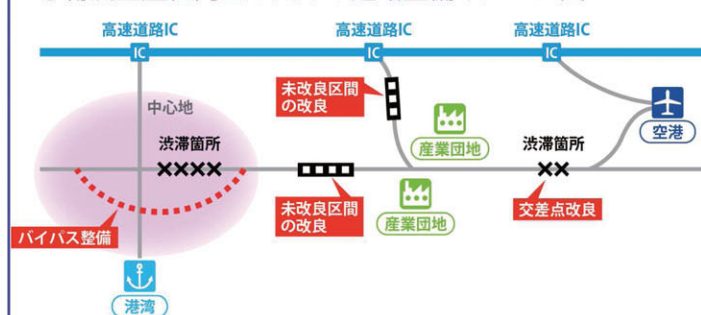 高速道路IC
高速道路IC
高速道路IC
IC
IC
IC
中心地
未改良区間
の改良
空港
渋滞箇所
××××
産業団地
渋滞箇所
××
バイパス整備
未改良区間
の改良
産業団地
交差点改良
港湾